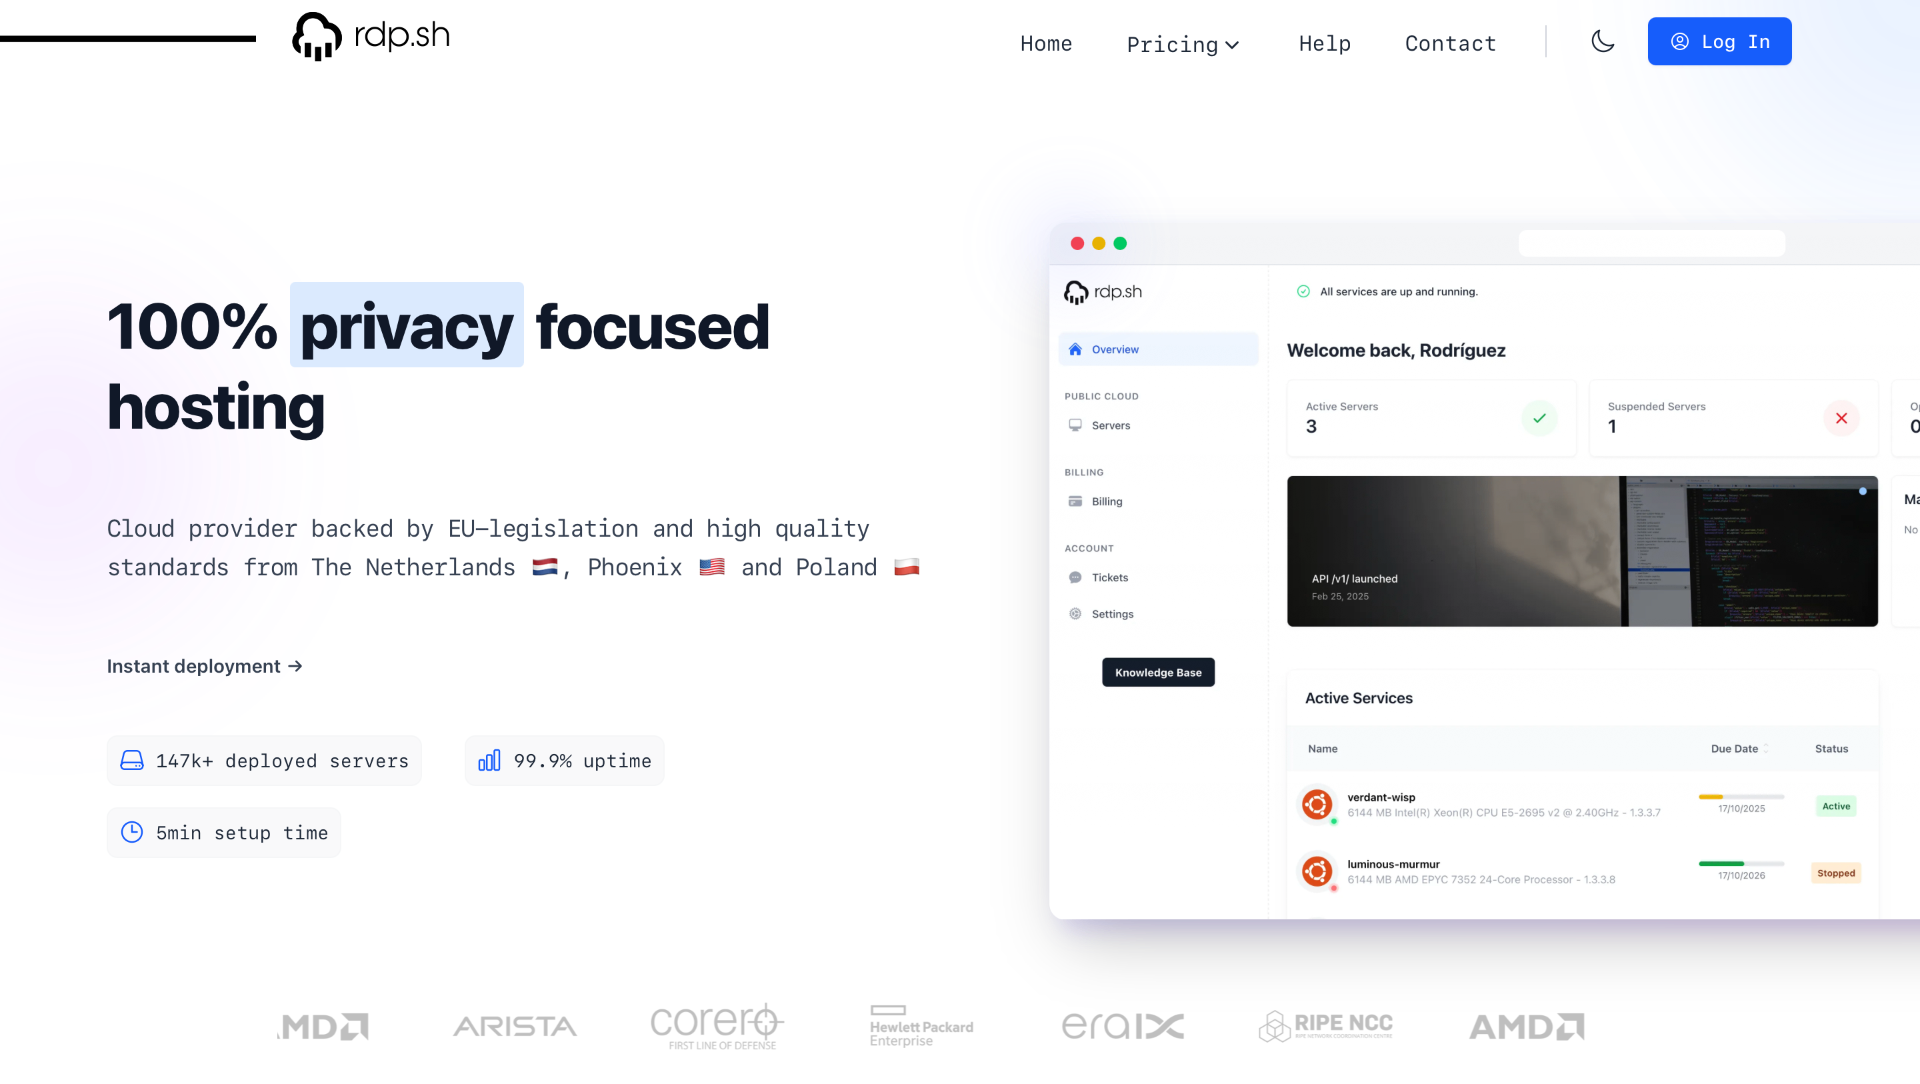 rdp.sh
Home
Pricing
Help
Contact
Log In
100% privacy focused
hosting
Cloud provider backed by EU—legislation and high quality
standards from The Netherlands 🇳🇱, Phoenix 🇺🇸 and Poland 🇵🇱
Instant deployment →
147k+ deployed servers
99.9% uptime
5min setup time
rdp.sh
Overview
PUBLIC CLOUD
Servers
BILLING
Billing
ACCOUNT
Tickets
Settings
Knowledge Base
All services are up and running.
Welcome back, Rodríguez
Active Servers
3
Suspended Servers
1
Op
0
API /v1/ launched
Feb 25, 2025
Ma
No
Active Services
Name
Due Date
Status
verdant-wisp
6144 MB Intel(R) Xeon(R) CPU E5-2695 v2 @ 2.40GHz - 1.3.3.7
17/10/2025
Active
luminous-murmur
6144 MB AMD EPYC 7352 24-Core Processor - 1.3.3.8
17/10/2026
Stopped
MD
ARISTA
corero
FIRST LINE OF DEFENSE
Hewlett Packard
Enterprise
eraIX
RIPE NCC
RIPE NETWORK COORDINATION CENTRE
AMD